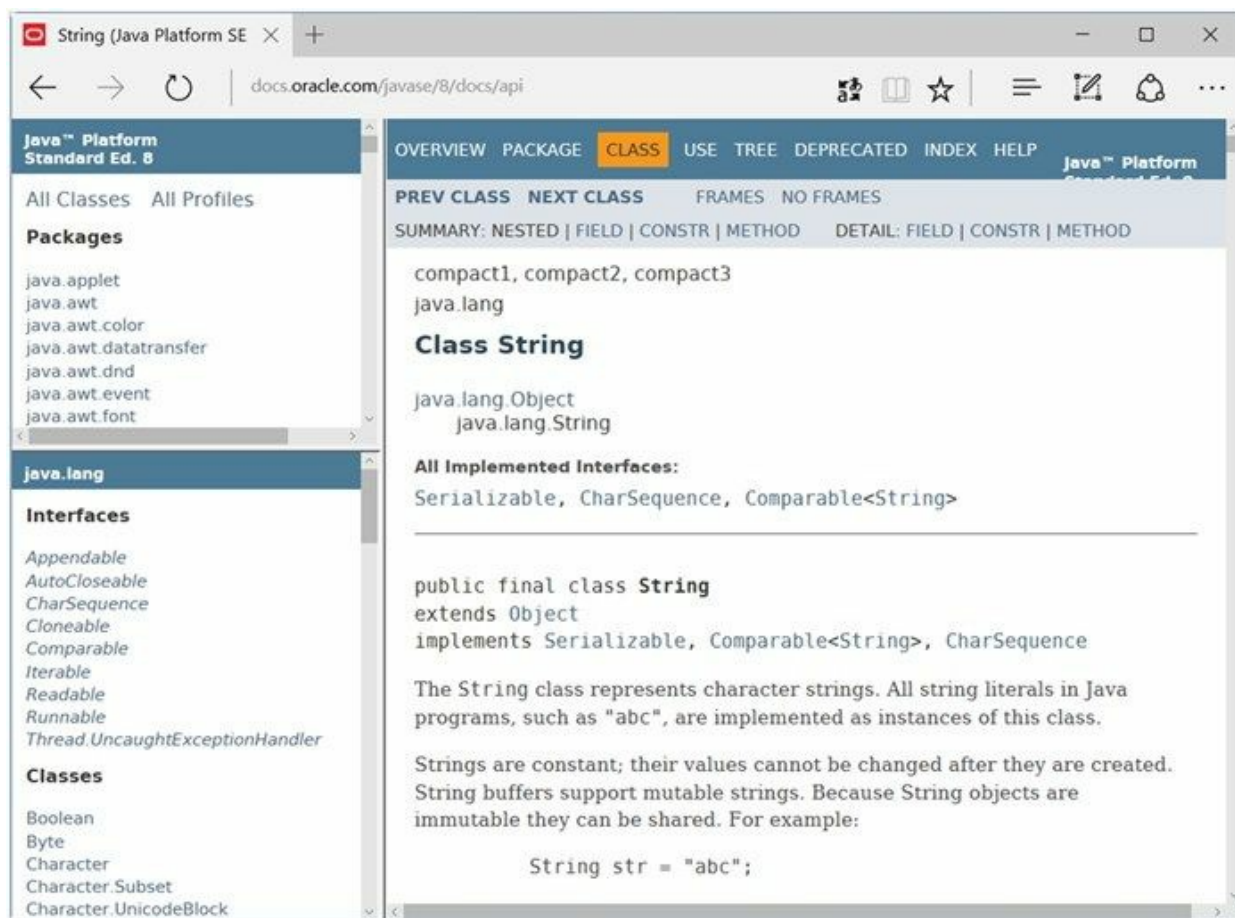 String (Java Platform SE
docs.oracle.com/javase/8/docs/api
Java™ Platform
Standard Ed. 8
All Classes All Profiles
Packages
java.applet
java.awt
java.awt.color
java.awt.datatransfer
java.awt.dnd
java.awt.event
java.awt.font
java.lang
Interfaces
Appendable
AutoCloseable
CharSequence
Cloneable
Comparable
Iterable
Readable
Runnable
Thread.UncaughtExceptionHandler
Classes
Boolean
Byte
Character
Character.Subset
Character.UnicodeBlock
OVERVIEW PACKAGE CLASS USE TREE DEPRECATED INDEX HELP
Java™ Platform
PREV CLASS NEXT CLASS FRAMES NO FRAMES
SUMMARY: NESTED | FIELD | CONSTR | METHOD DETAIL: FIELD | CONSTR | METHOD
compact1, compact2, compact3
java.lang
Class String
java.lang.Object
java.lang.String
All Implemented Interfaces:
Serializable, CharSequence, Comparable<String>
public final class String
extends Object
implements Serializable, Comparable<String>, CharSequence
The String class represents character strings. All string literals in Java
programs, such as "abc", are implemented as instances of this class.
Strings are constant; their values cannot be changed after they are created.
String buffers support mutable strings. Because String objects are
immutable they can be shared. For example:
String str = "abc";